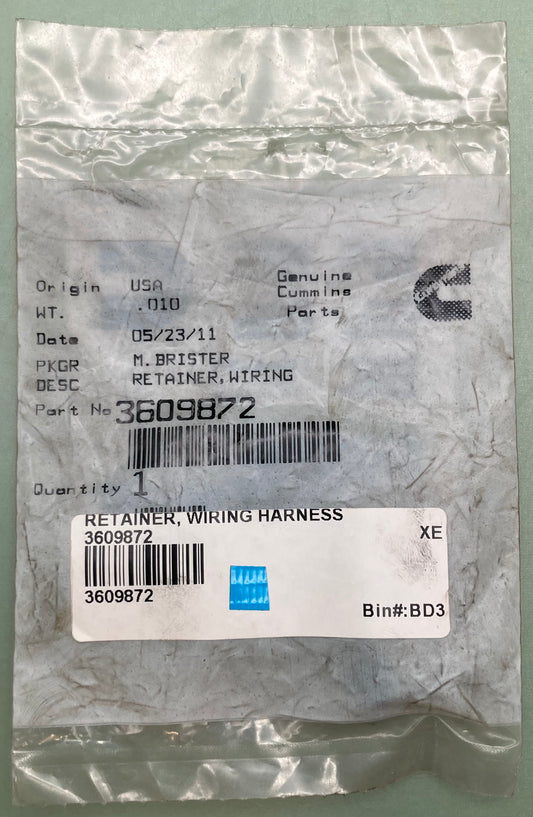 Origin USA
Genuine
Cummins
Parts
WT. .010
Date 05/23/11
PKGR M.BRISTER
DESC RETAINER,WIRING
Part No 3609872
Quantity 1
RETAINER, WIRING HARNESS
3609872 XE
3609872
Bin#:BD3